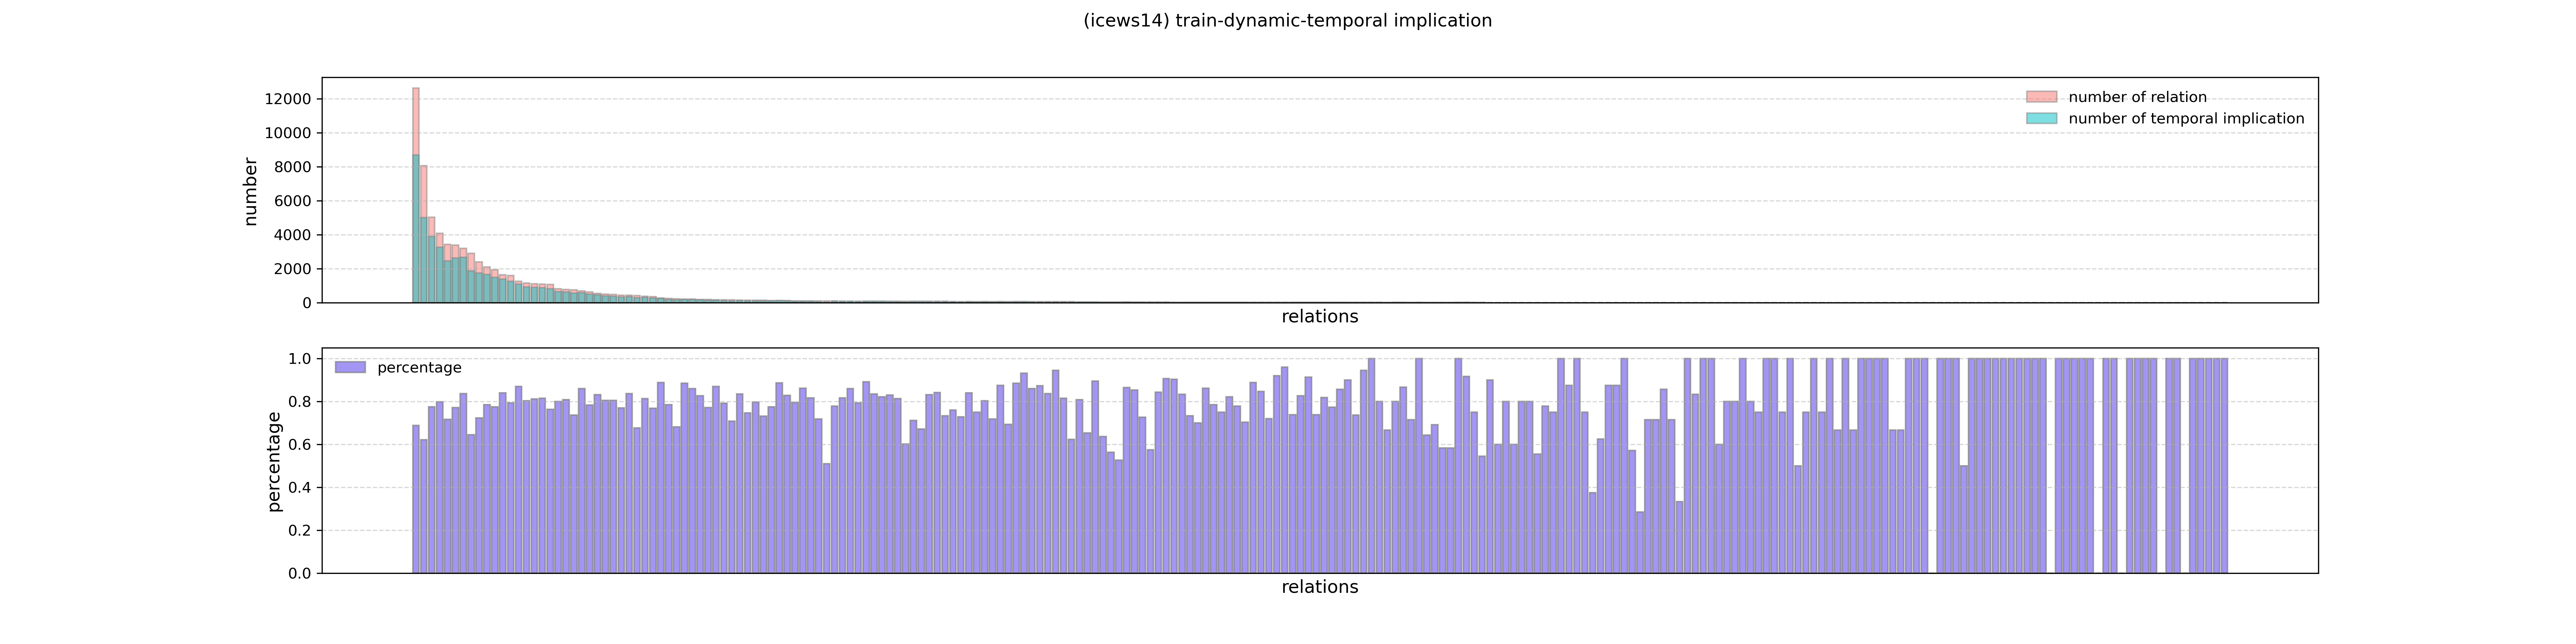 (icews14) train-dynamic-temporal implication
12000
10000
8000
6000
4000
2000
0
number
number of relation
number of temporal implication
relations
1.0
0.8
0.6
0.4
0.2
0.0
percentage
percentage
relations